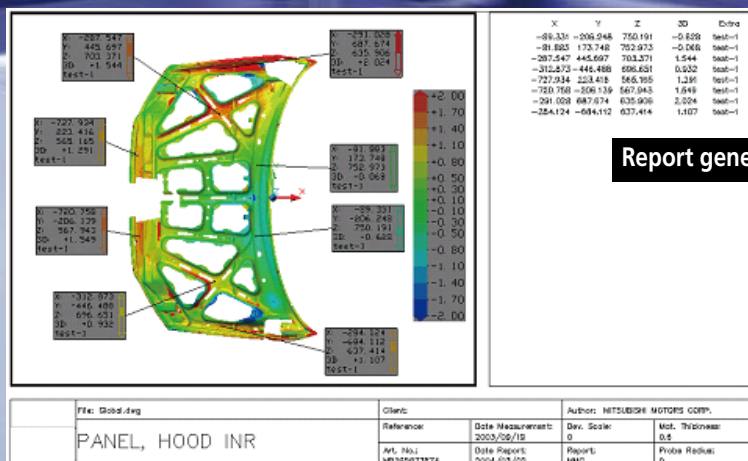 X: -287.547
Y: 445.697
Z: 703.371
3D: +1.544
test-1
X: -291.028
Y: 687.674
Z: 635.906
3D: +2.024
test-1
X: -727.934
Y: 223.416
Z: 565.165
3D: +1.291
test-1
X: -81.883
Y: 173.748
Z: 752.973
3D: -0.068
test-1
X: -720.758
Y: -206.139
Z: 567.943
3D: +1.549
test-1
X: -89.331
Y: -206.248
Z: 750.191
3D: -0.628
test-1
X: -312.873
Y: -446.488
Z: 696.651
3D: +0.932
test-1
X: -284.124
Y: -684.112
Z: 637.414
3D: +1.107
test-1
X
Z
+2.00
+1.70
+1.40
+1.10
+0.80
+0.50
+0.30
+0.10
-0.10
-0.30
-0.50
-0.80
-1.10
-1.40
-1.70
-2.00
X Y Z 3D Extra
-89.331 -206.248 750.191 -0.628 test-1
-81.883 173.748 752.973 -0.068 test-1
-287.547 445.697 703.371 1.544 test-1
-312.873 -446.488 696.651 0.932 test-1
-727.934 223.416 565.165 1.291 test-1
-720.758 -206.139 567.943 1.549 test-1
-291.028 687.674 635.906 2.024 test-1
-284.124 -684.112 637.414 1.107 test-1
Report gene
File: Global.dwg
Client:
Author: MITSUBISHI MOTORS CORP.
PANEL, HOOD INR
Reference:
Date Measurement:
2003/09/19
Dev. Scale:
0
Mat. Thickness:
0.6
Art. No.:
Date Report:
Report:
Probe Radius: